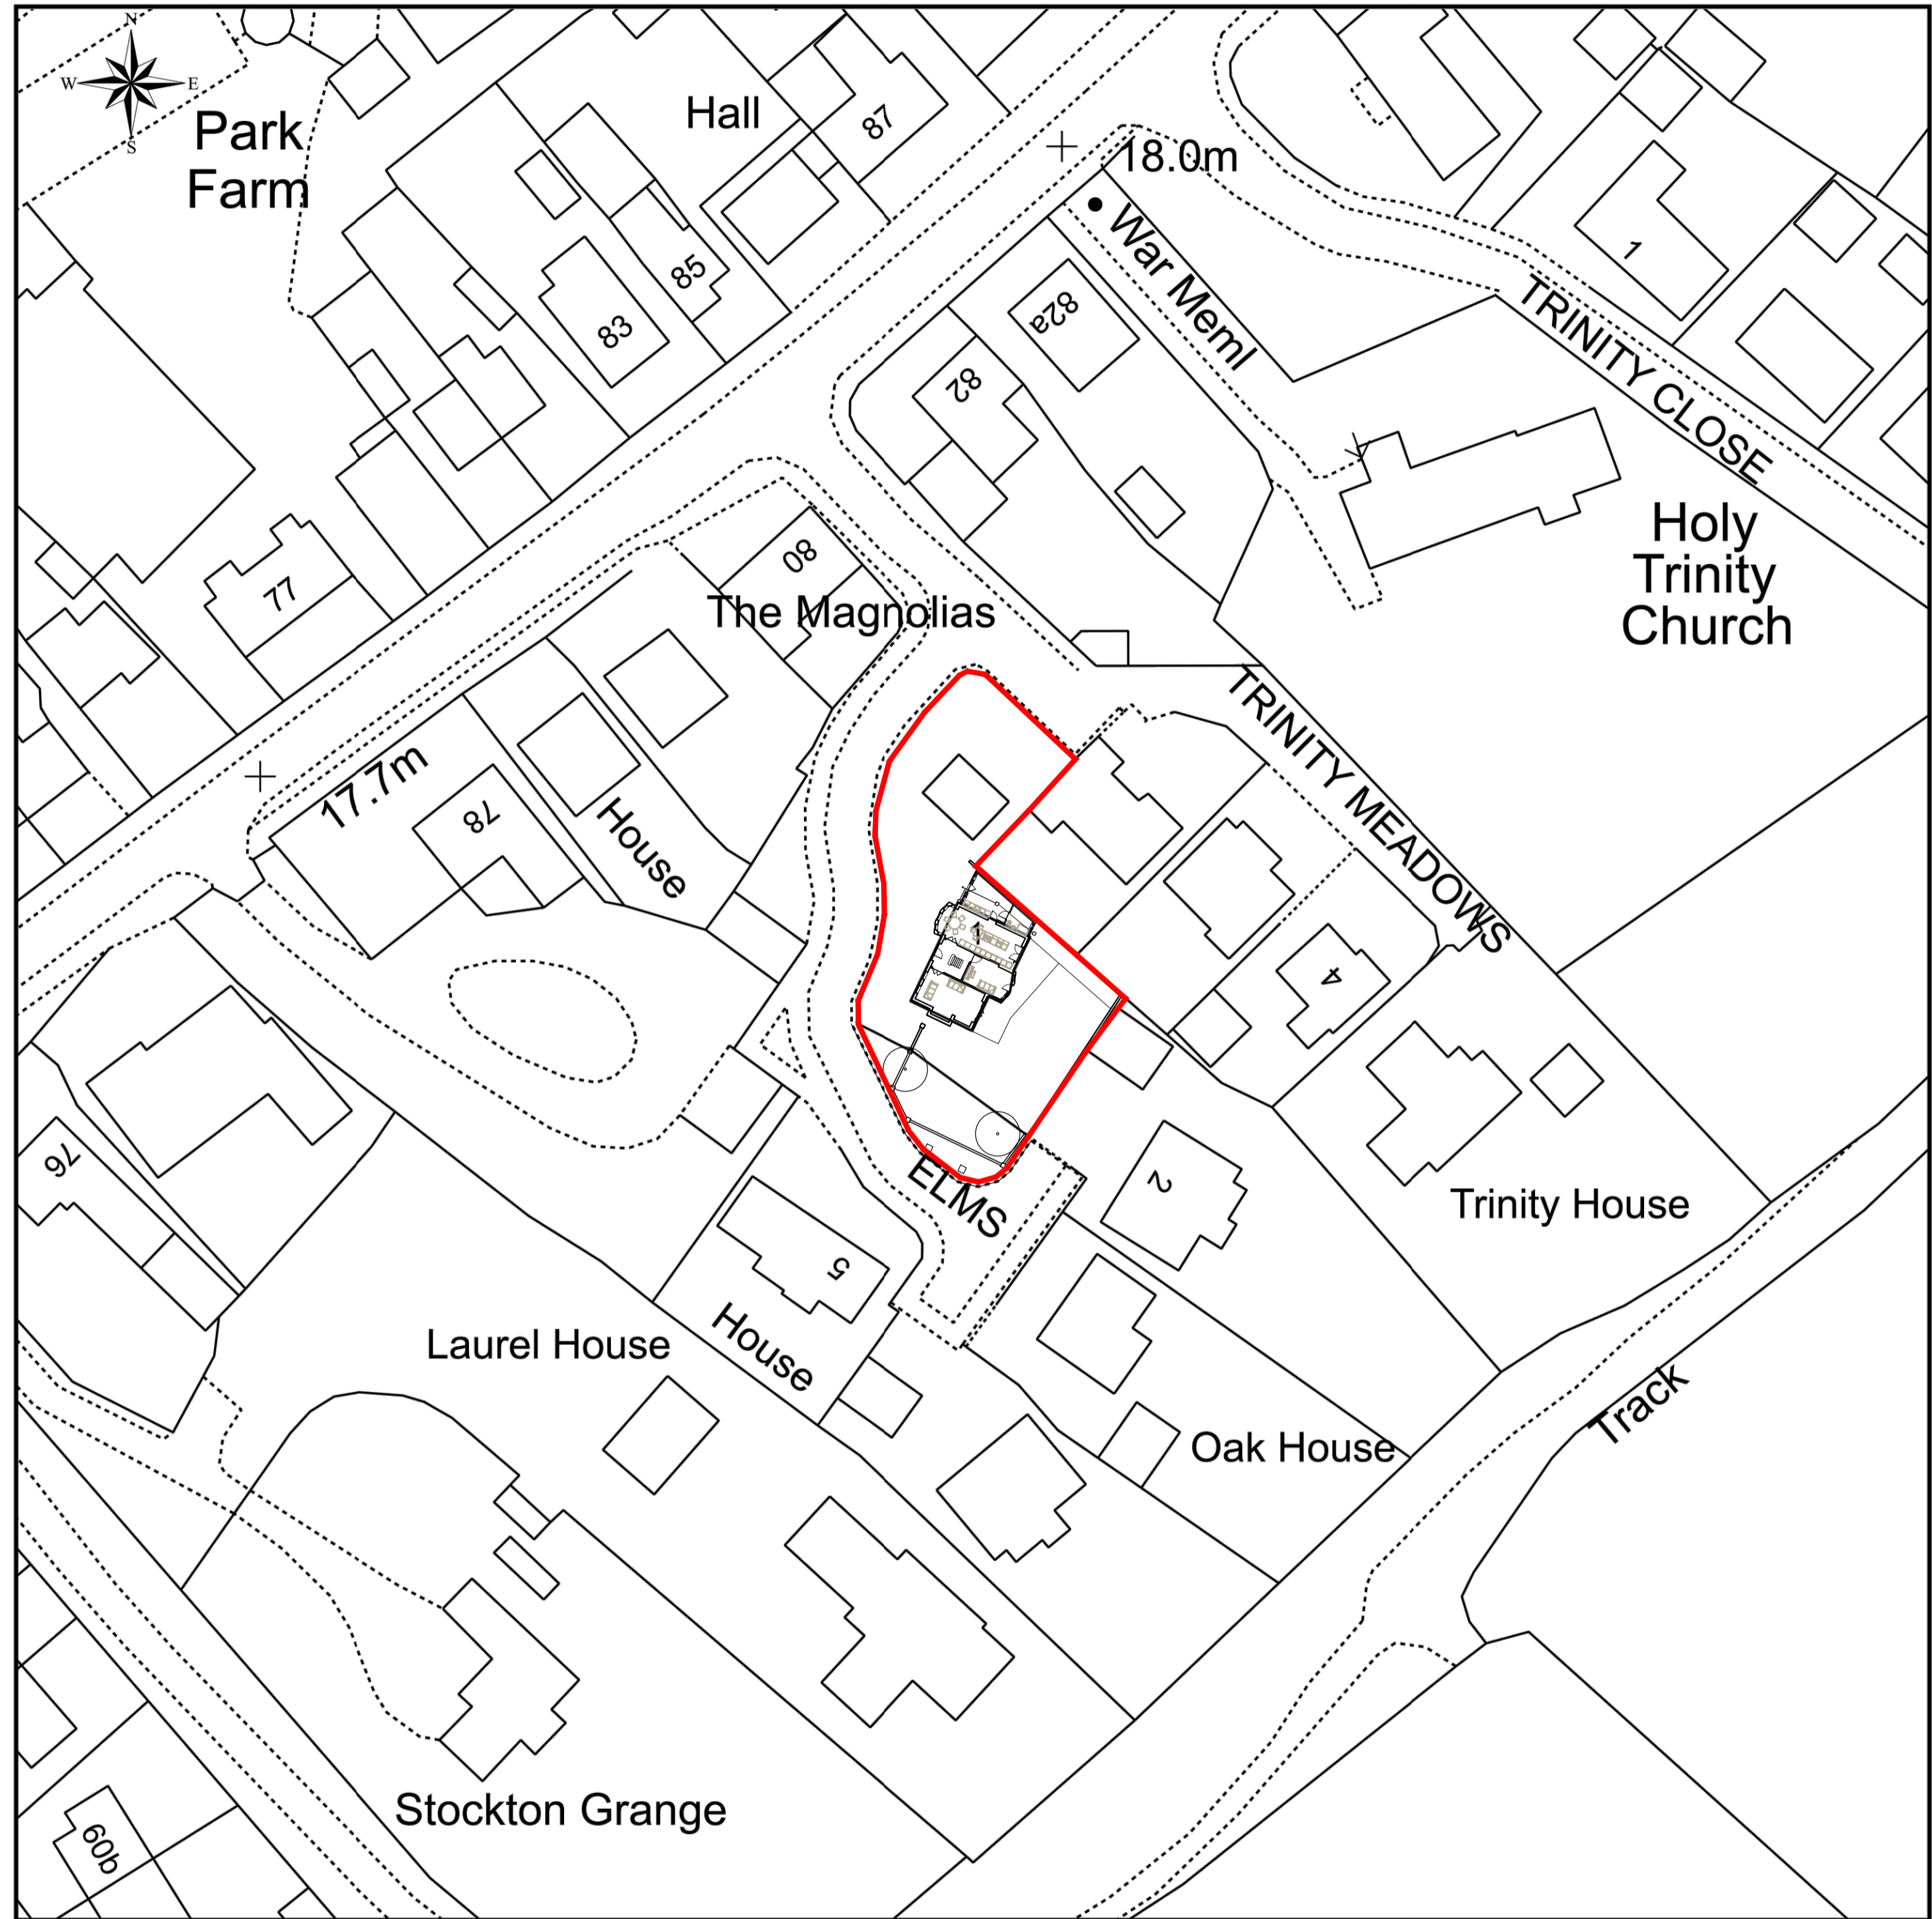 N
W E
S
Park
Farm
Hall
87
18.0m
War Meml
1
85
83
82a
82
TRINITY CLOSE
Holy
Trinity
Church
77
80
The Magnolias
TRINITY MEADOWS
17.7m
78
House
1
4
76
ELMS
2
Trinity House
5
Laurel House
House
Oak House
Track
Stockton Grange
60b